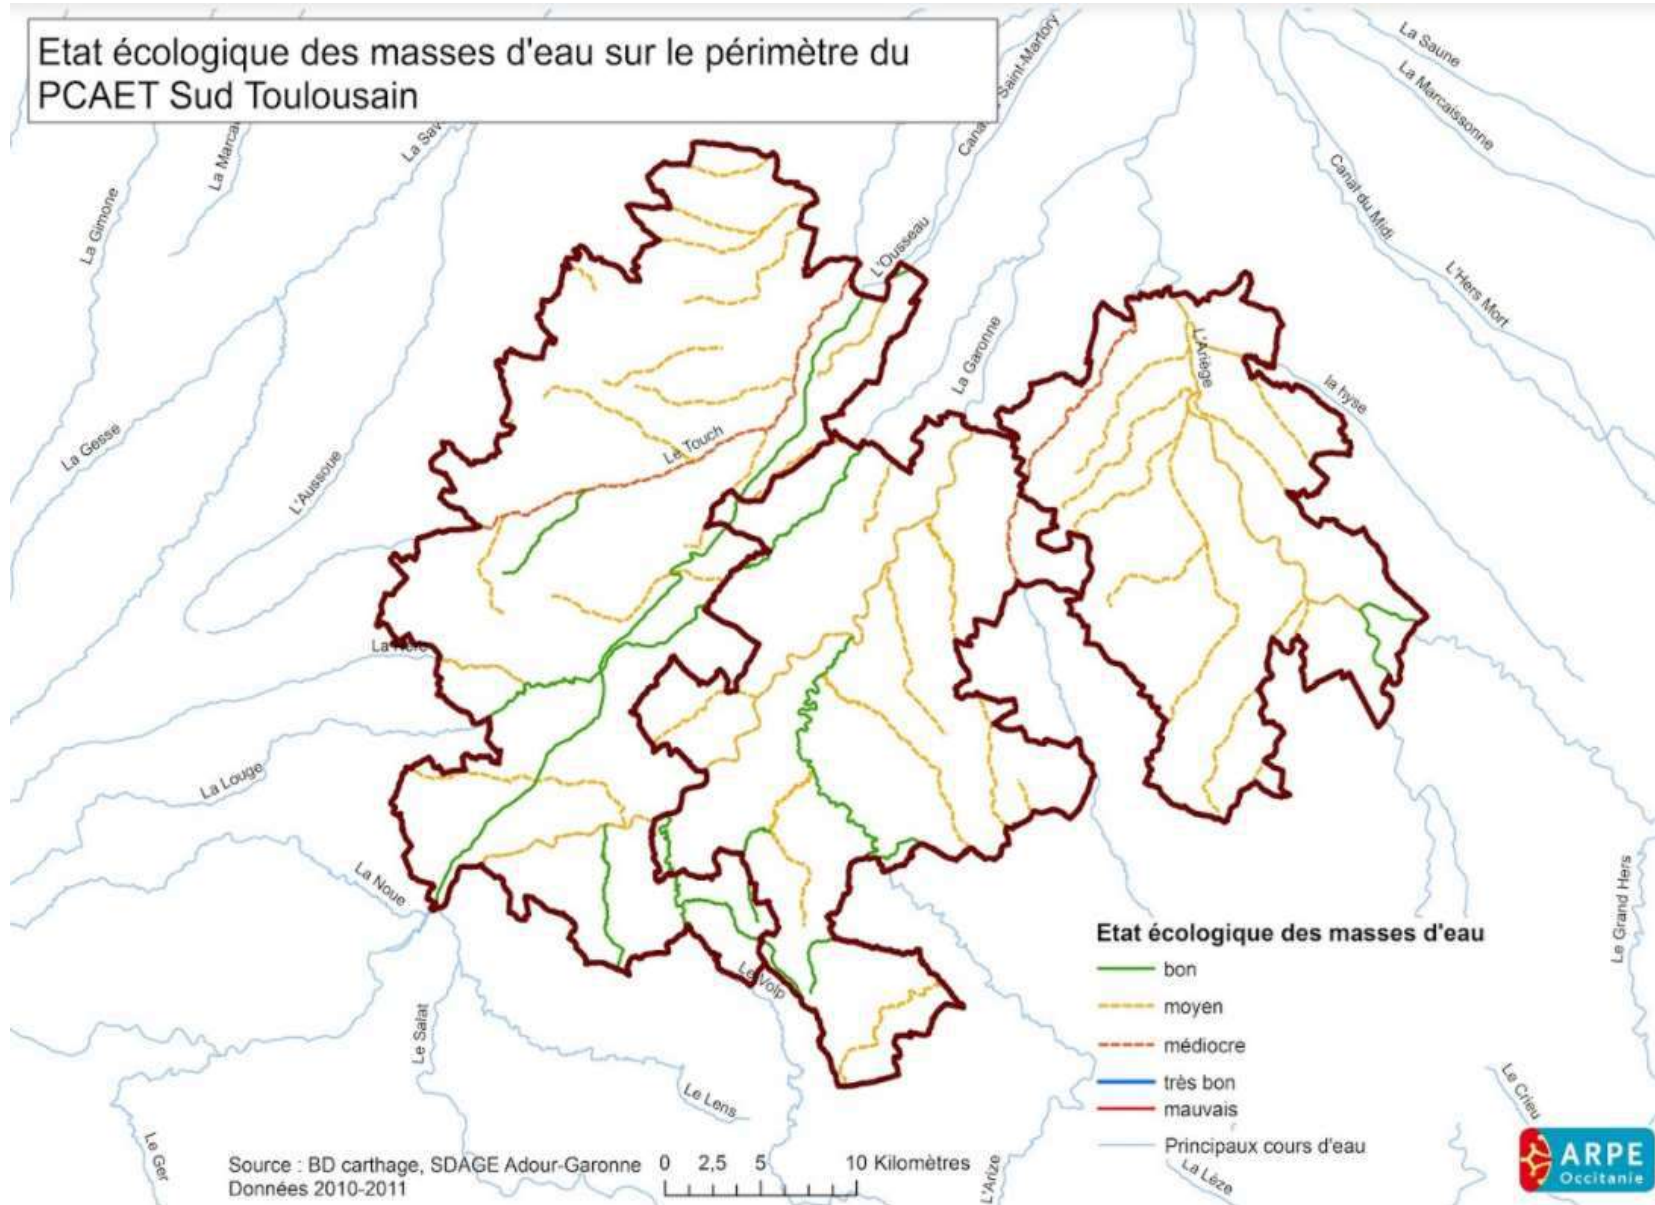 Etat écologique des masses d'eau sur le périmètre du
PCAET Sud Toulousain
La Saune
La Marcaissonne
Saint-Martory
La Gimone
Canal du Midi
L'Hers Mort
L'Ousseau
La Garonne
L'Ariège
la hyse
La Gesse
L'Aussoue
Le Touch
La Louge
La Noue
Le Volp
Le Salat
Le Lens
Le Ger
L'Arize
La Lèze
Le Crieu
Le Grand Hers
Etat écologique des masses d'eau
bon
moyen
médiocre
très bon
mauvais
Principaux cours d'eau
Source : BD carthage, SDAGE Adour-Garonne
Données 2010-2011
0 2,5 5 10 Kilomètres
ARPE
Occitanie